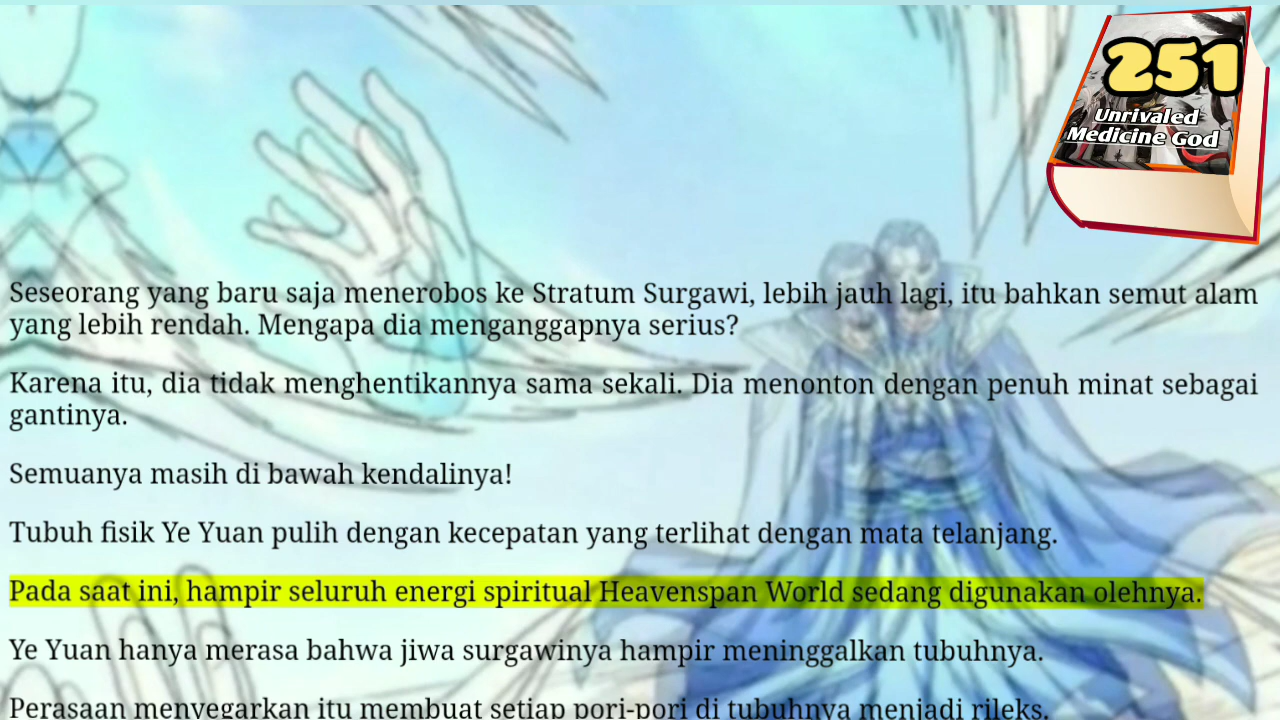 251
Unrivaled
Medicine God
Seseorang yang baru saja menerobos ke Stratum Surgawi, lebih jauh lagi, itu bahkan semut alam
yang lebih rendah. Mengapa dia menganggapnya serius?
Karena itu, dia tidak menghentikannya sama sekali. Dia menonton dengan penuh minat sebagai
gantinya.
Semuanya masih di bawah kendalinya!
Tubuh fisik Ye Yuan pulih dengan kecepatan yang terlihat dengan mata telanjang.
Pada saat ini, hampir seluruh energi spiritual Heavenspan World sedang digunakan olehnya.
Ye Yuan hanya merasa bahwa jiwa surgawinya hampir meninggalkan tubuhnya.
Perasaan menyegarkan itu membuat setiap pori-pori di tubuhnya menjadi rileks.